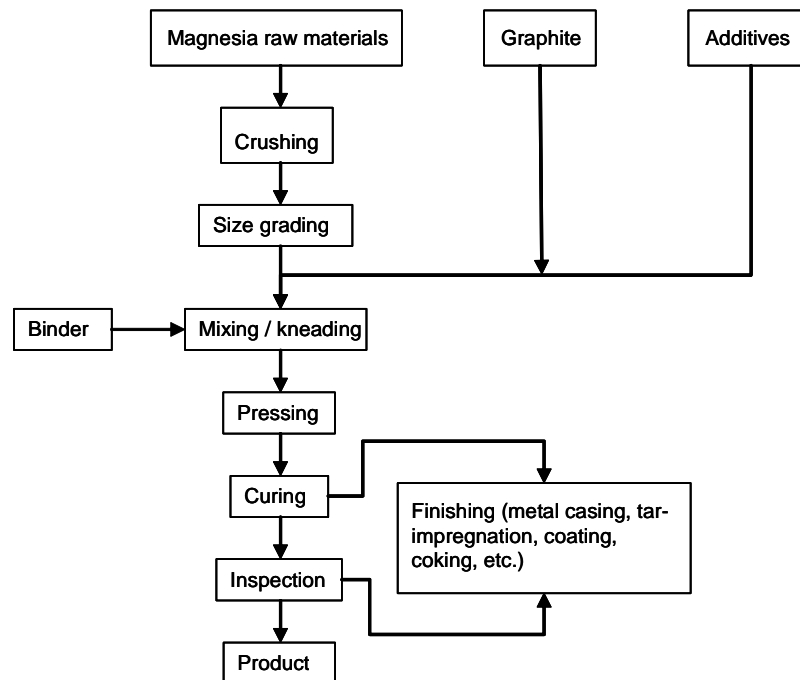 Magnesia raw materials
Graphite
Additives
Crushing
Size grading
Binder
Mixing / kneading
Pressing
Curing
Finishing (metal casing, tar-
impregnation, coating,
coking, etc.)
Inspection
Product